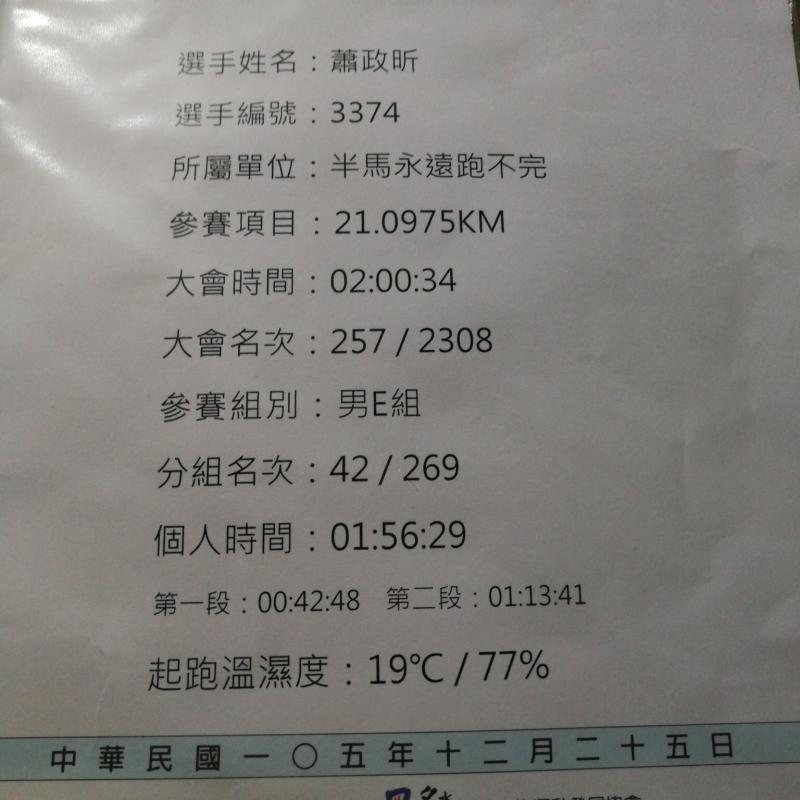 選手姓名：蕭政昕
選手編號：3374
所屬單位：半馬永遠跑不完
參賽項目：21.0975KM
大會時間：02:00:34
大會名次：257 / 2308
參賽組別：男E組
分組名次：42 / 269
個人時間：01:56:29
第一段：00:42:48 第二段：01:13:41
起跑溫濕度：19℃ / 77%
中華民國一〇五年十二月二十五日